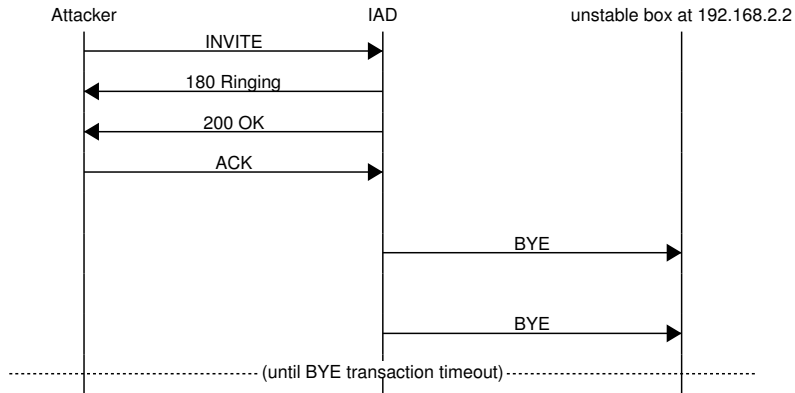 Attacker IAD unstable box at 192.168.2.2
INVITE
180 Ringing
200 OK
ACK
BYE
BYE
(until BYE transaction timeout)